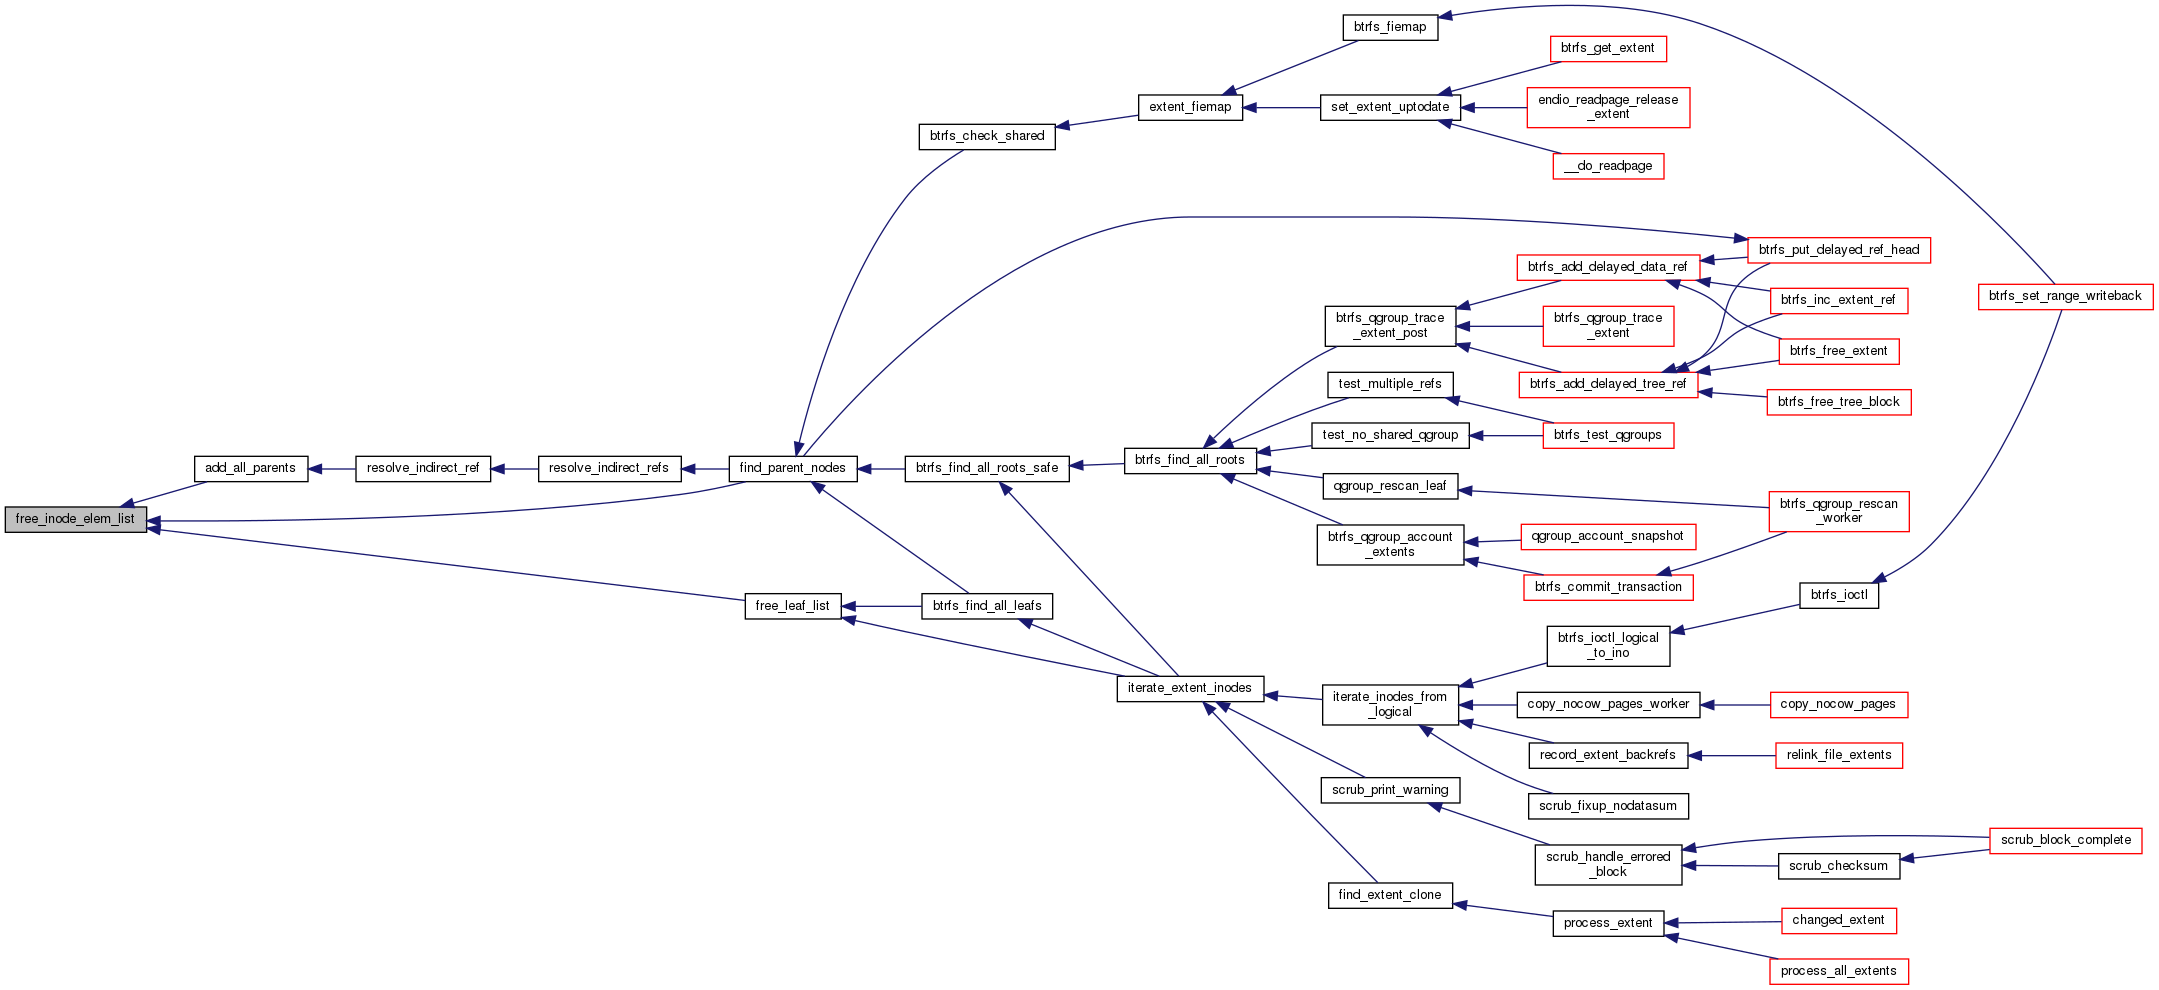 btrfs_fiemap
btrfs_get_extent
extent_fiemap
set_extent_uptodate
endio_readpage_release
_extent
btrfs_check_shared
__do_readpage
btrfs_put_delayed_ref_head
btrfs_add_delayed_data_ref
btrfs_set_range_writeback
btrfs_inc_extent_ref
btrfs_qgroup_trace
_extent_post
btrfs_qgroup_trace
_extent
btrfs_free_extent
test_multiple_refs
btrfs_add_delayed_tree_ref
btrfs_free_tree_block
test_no_shared_qgroup
btrfs_test_qgroups
add_all_parents
resolve_indirect_ref
resolve_indirect_refs
find_parent_nodes
btrfs_find_all_roots_safe
btrfs_find_all_roots
qgroup_rescan_leaf
btrfs_qgroup_rescan
_worker
free_inode_elem_list
btrfs_qgroup_account
_extents
qgroup_account_snapshot
btrfs_commit_transaction
btrfs_ioctl
free_leaf_list
btrfs_find_all_leafs
btrfs_ioctl_logical
_to_ino
iterate_extent_inodes
iterate_inodes_from
_logical
copy_nocow_pages_worker
copy_nocow_pages
record_extent_backrefs
relink_file_extents
scrub_print_warning
scrub_fixup_nodatasum
scrub_block_complete
scrub_handle_errored
_block
scrub_checksum
find_extent_clone
process_extent
changed_extent
process_all_extents